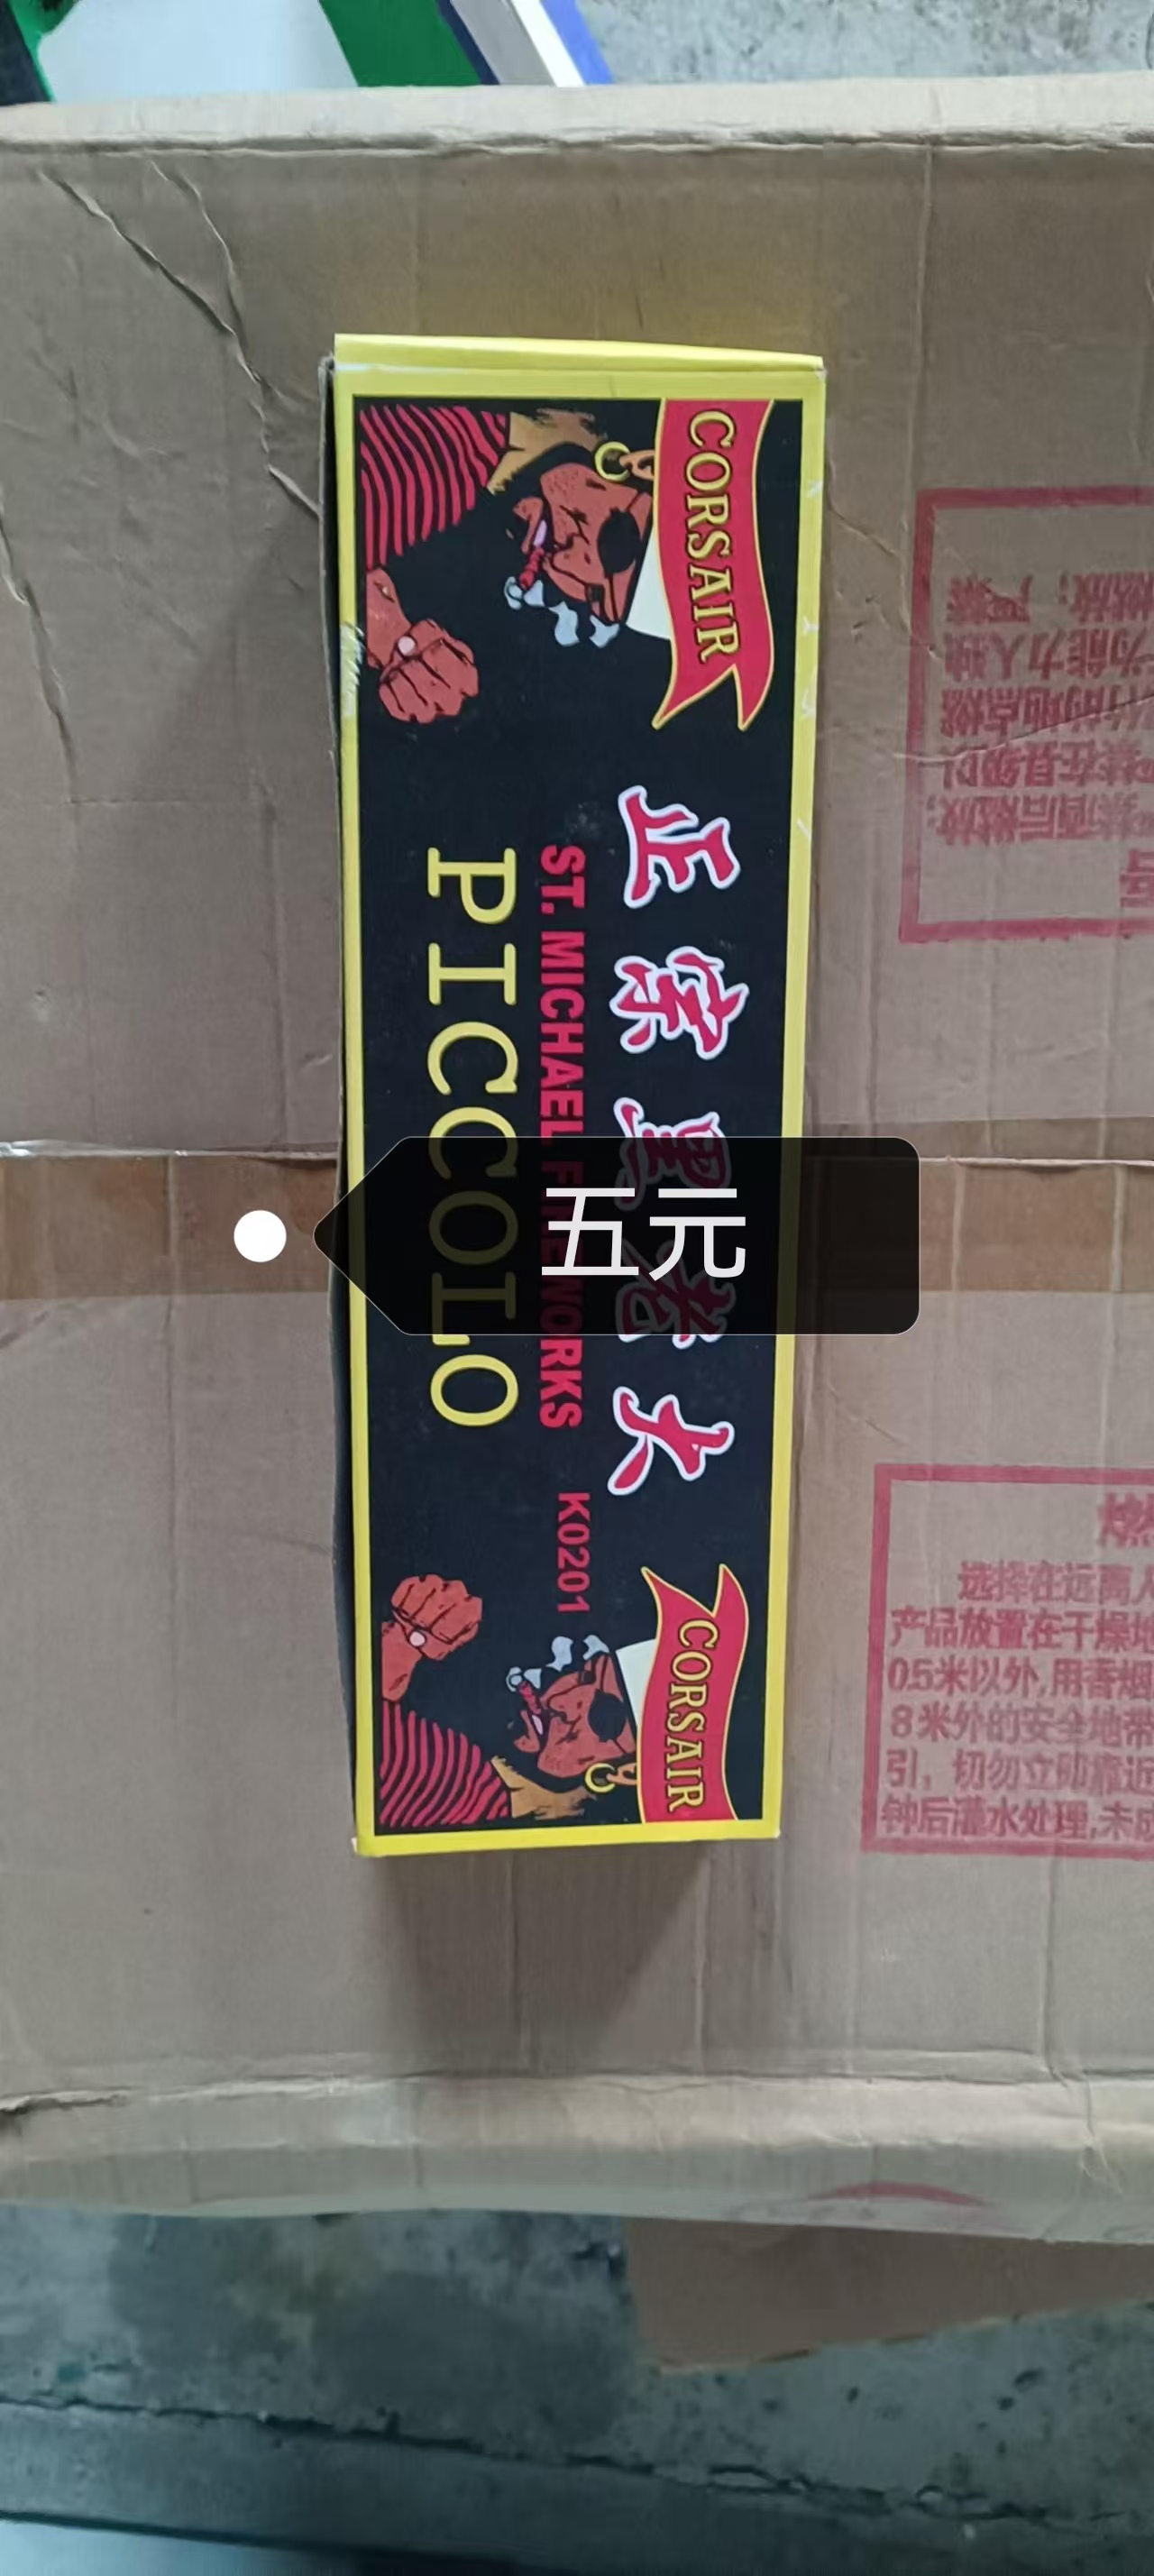 CORSAIR
正宗黑老大
CORSAIR
ST. MICHAEL FIREWORKS K0201
PICCOLO
五元
选择在远离人
产品放置在干燥地
05米以外,用香烟
8米外的安全地带
引，切勿立即靠近
钟后灌水处理,未成